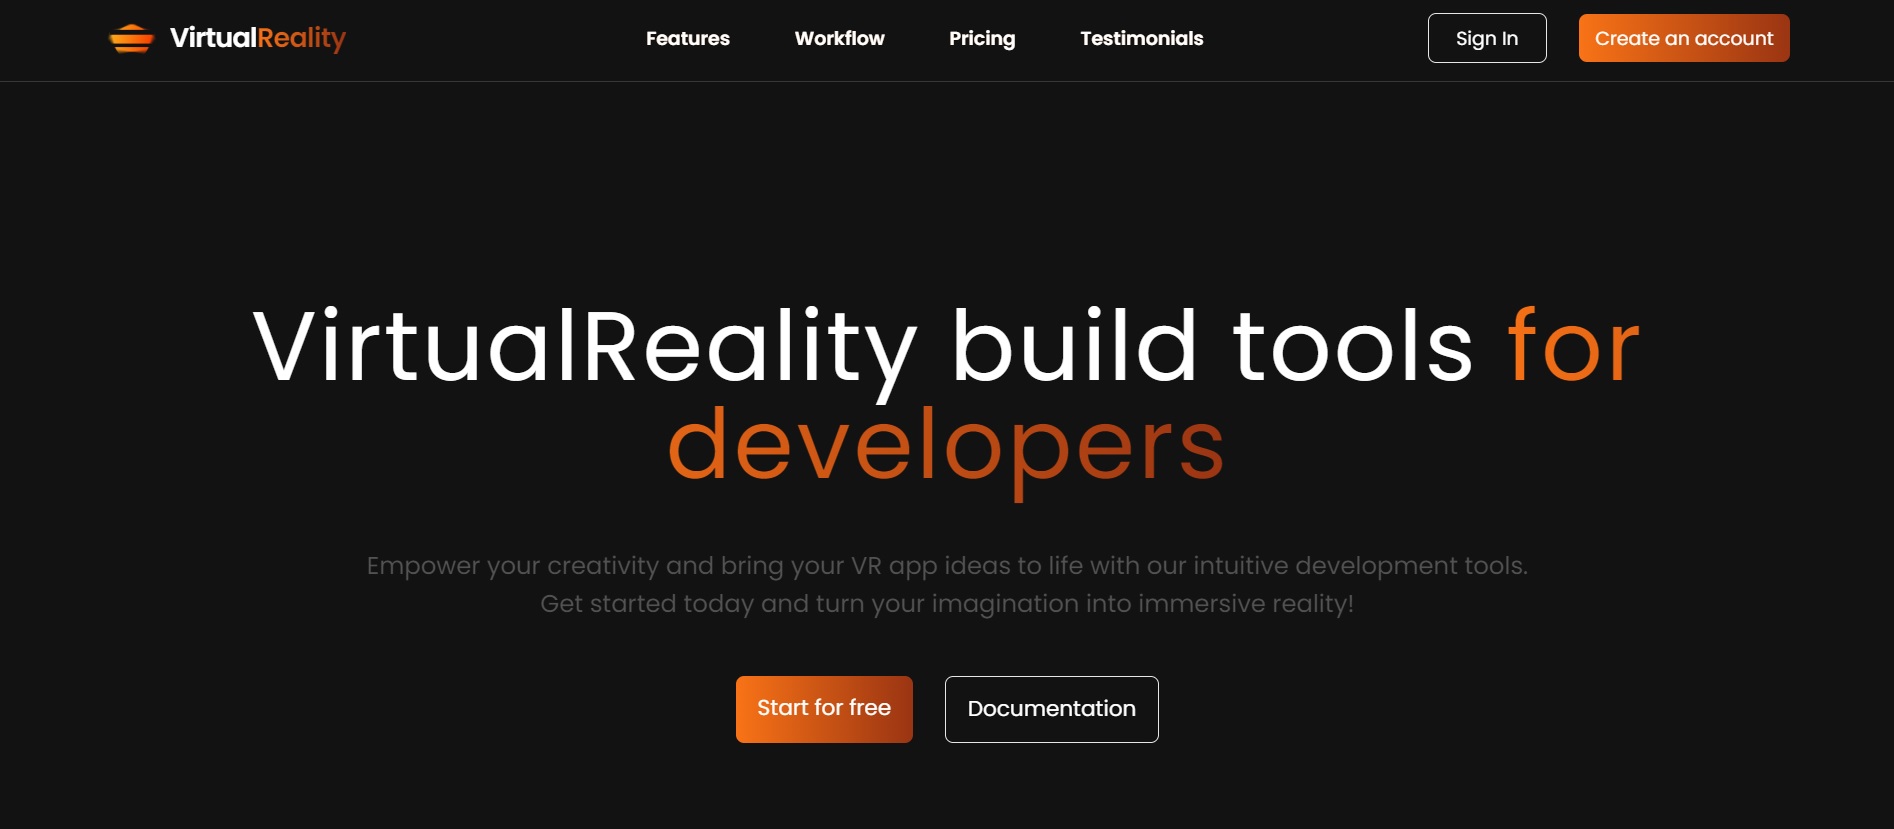 VirtualReality
Features
Workflow
Pricing
Testimonials
Sign In
Create an account
VirtualReality build tools for
developers
Empower your creativity and bring your VR app ideas to life with our intuitive development tools.
Get started today and turn your imagination into immersive reality!
Start for free
Documentation